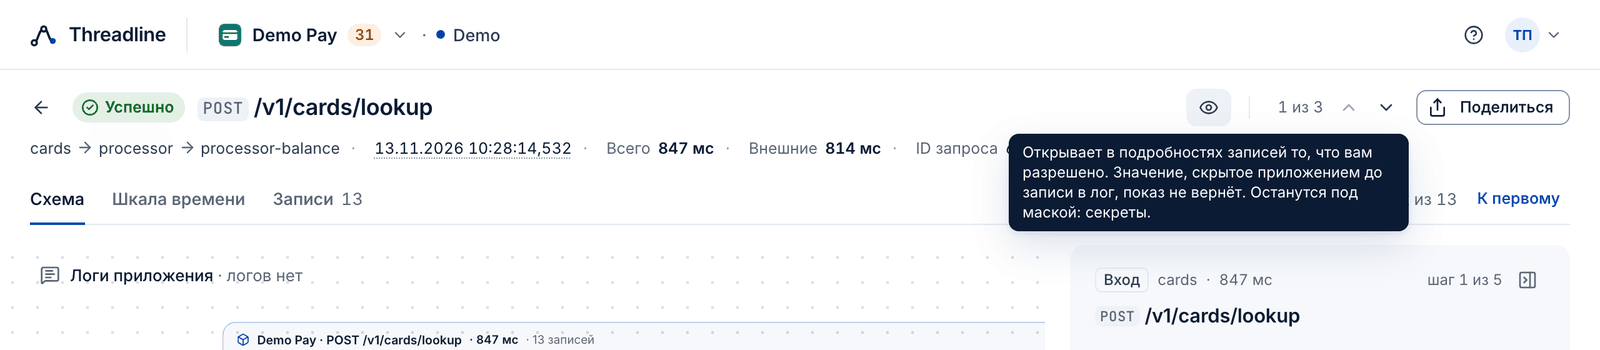 Threadline
Demo Pay 31 · Demo
ТП
Успешно POST /v1/cards/lookup
1 из 3
Поделиться
cards → processor → processor-balance · 13.11.2026 10:28:14,532 · Всего 847 мс · Внешние 814 мс · ID запроса
Открывает в подробностях записей то, что вам
разрешено. Значение, скрытое приложением до
записи в лог, показ не вернёт. Останутся под
маской: секреты.
Схема Шкала времени Записи 13
из 13 К первому
Логи приложения · логов нет
Вход cards · 847 мс шаг 1 из 5
POST /v1/cards/lookup
Demo Pay · POST /v1/cards/lookup · 847 мс · 13 записей